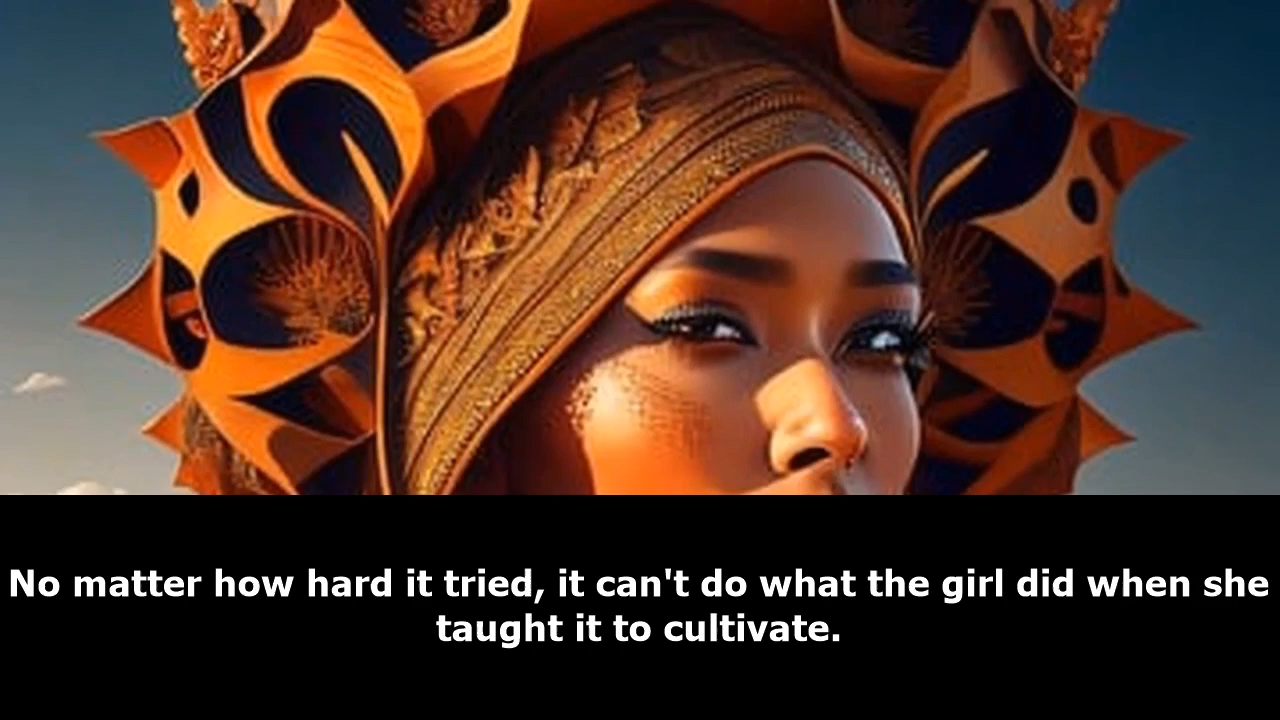 No matter how hard it tried, it can't do what the girl did when she
taught it to cultivate.